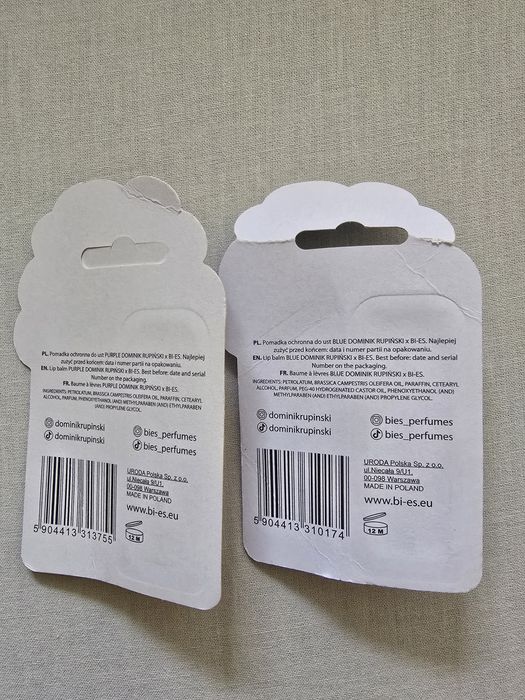 PL. Pomadka ochronna do ust PURPLE DOMINIK RUPIŃSKI x BI-ES. Najlepiej
zużyć przed końcem: data i numer partii na opakowaniu.
EN. Lip balm PURPLE DOMINIK RUPIŃSKI x BI-ES. Best before: date and serial
Number on the packaging.
FR. Baume à lèvres PURPLE DOMINIK RUPIŃSKI x BI-ES.
INGREDIENTS: PETROLATUM, BRASSICA CAMPESTRIS OLEIFERA OIL, PARAFFIN, CETEARYL
ALCOHOL, PARFUM, PHENOXYETHANOL (AND) METHYLPARABEN (AND) ETHYLPARABEN
(AND) PROPYLENE GLYCOL.
dominikrupinski
bies_perfumes
dominikrupinski
bies_perfumes
URODA Polska Sp. z o.o.
ul.Niecała 9/U1,
00-098 Warszawa
MADE IN POLAND
www.bi-es.eu
5 904413 313755
12 M
PL. Pomadka ochronna do ust BLUE DOMINIK RUPIŃSKI x BI-ES. Najlepiej
zużyć przed końcem: data i numer partii na opakowaniu.
EN. Lip balm BLUE DOMINIK RUPIŃSKI x BI-ES. Best before: date and serial
Number on the packaging.
FR. Baume à lèvres BLUE DOMINIK RUPIŃSKI x BI-ES.
INGREDIENTS: PETROLATUM, BRASSICA CAMPESTRIS OLEIFERA OIL, PARAFFIN, CETEARYL
ALCOHOL, PARFUM, PEG-40 HYDROGENATED CASTOR OIL, PHENOXYETHANOL (AND)
METHYLPARABEN (AND) ETHYLPARABEN (AND) PROPYLENE GLYCOL.
dominikrupinski
bies_perfumes
dominikrupinski
bies_perfumes
URODA Polska Sp. z o.o.
ul.Niecała 9/U1,
00-098 Warszawa
MADE IN POLAND
www.bi-es.eu
5 904413 310174
12 M